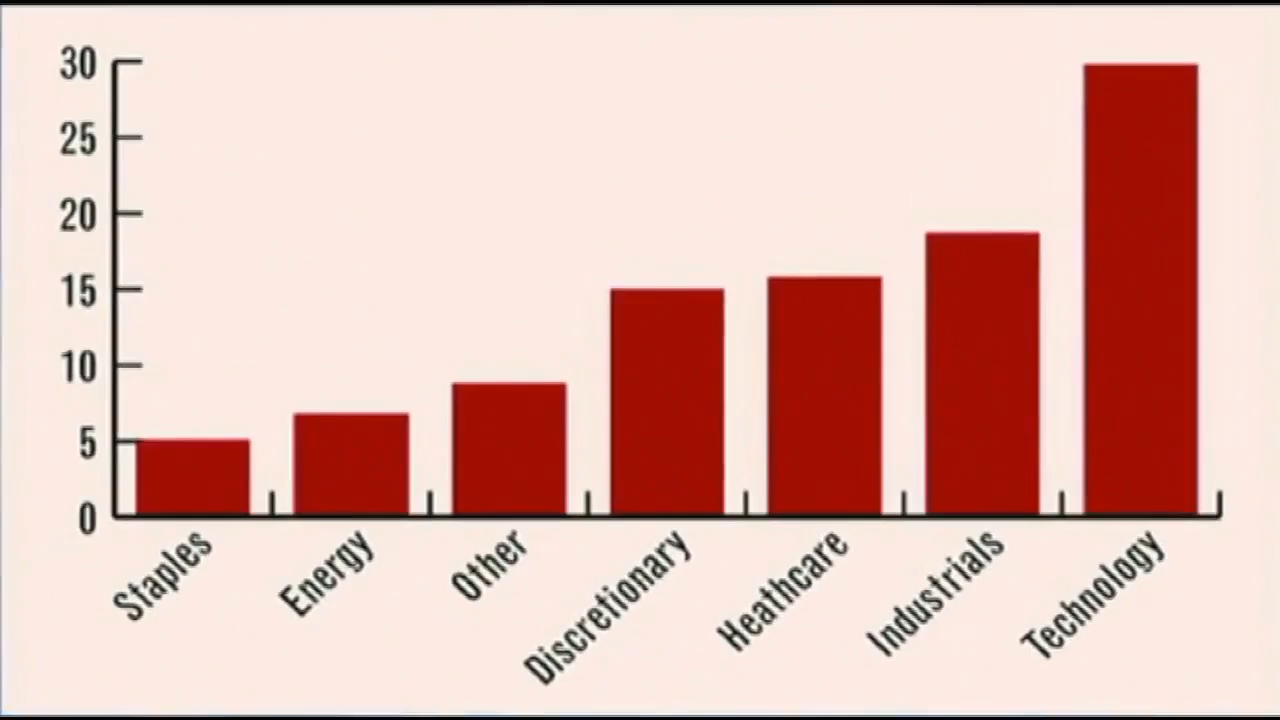 30
25
20
15
10
5
0
Staples
Energy
Other
Discretionary
Heathcare
Industrials
Technology